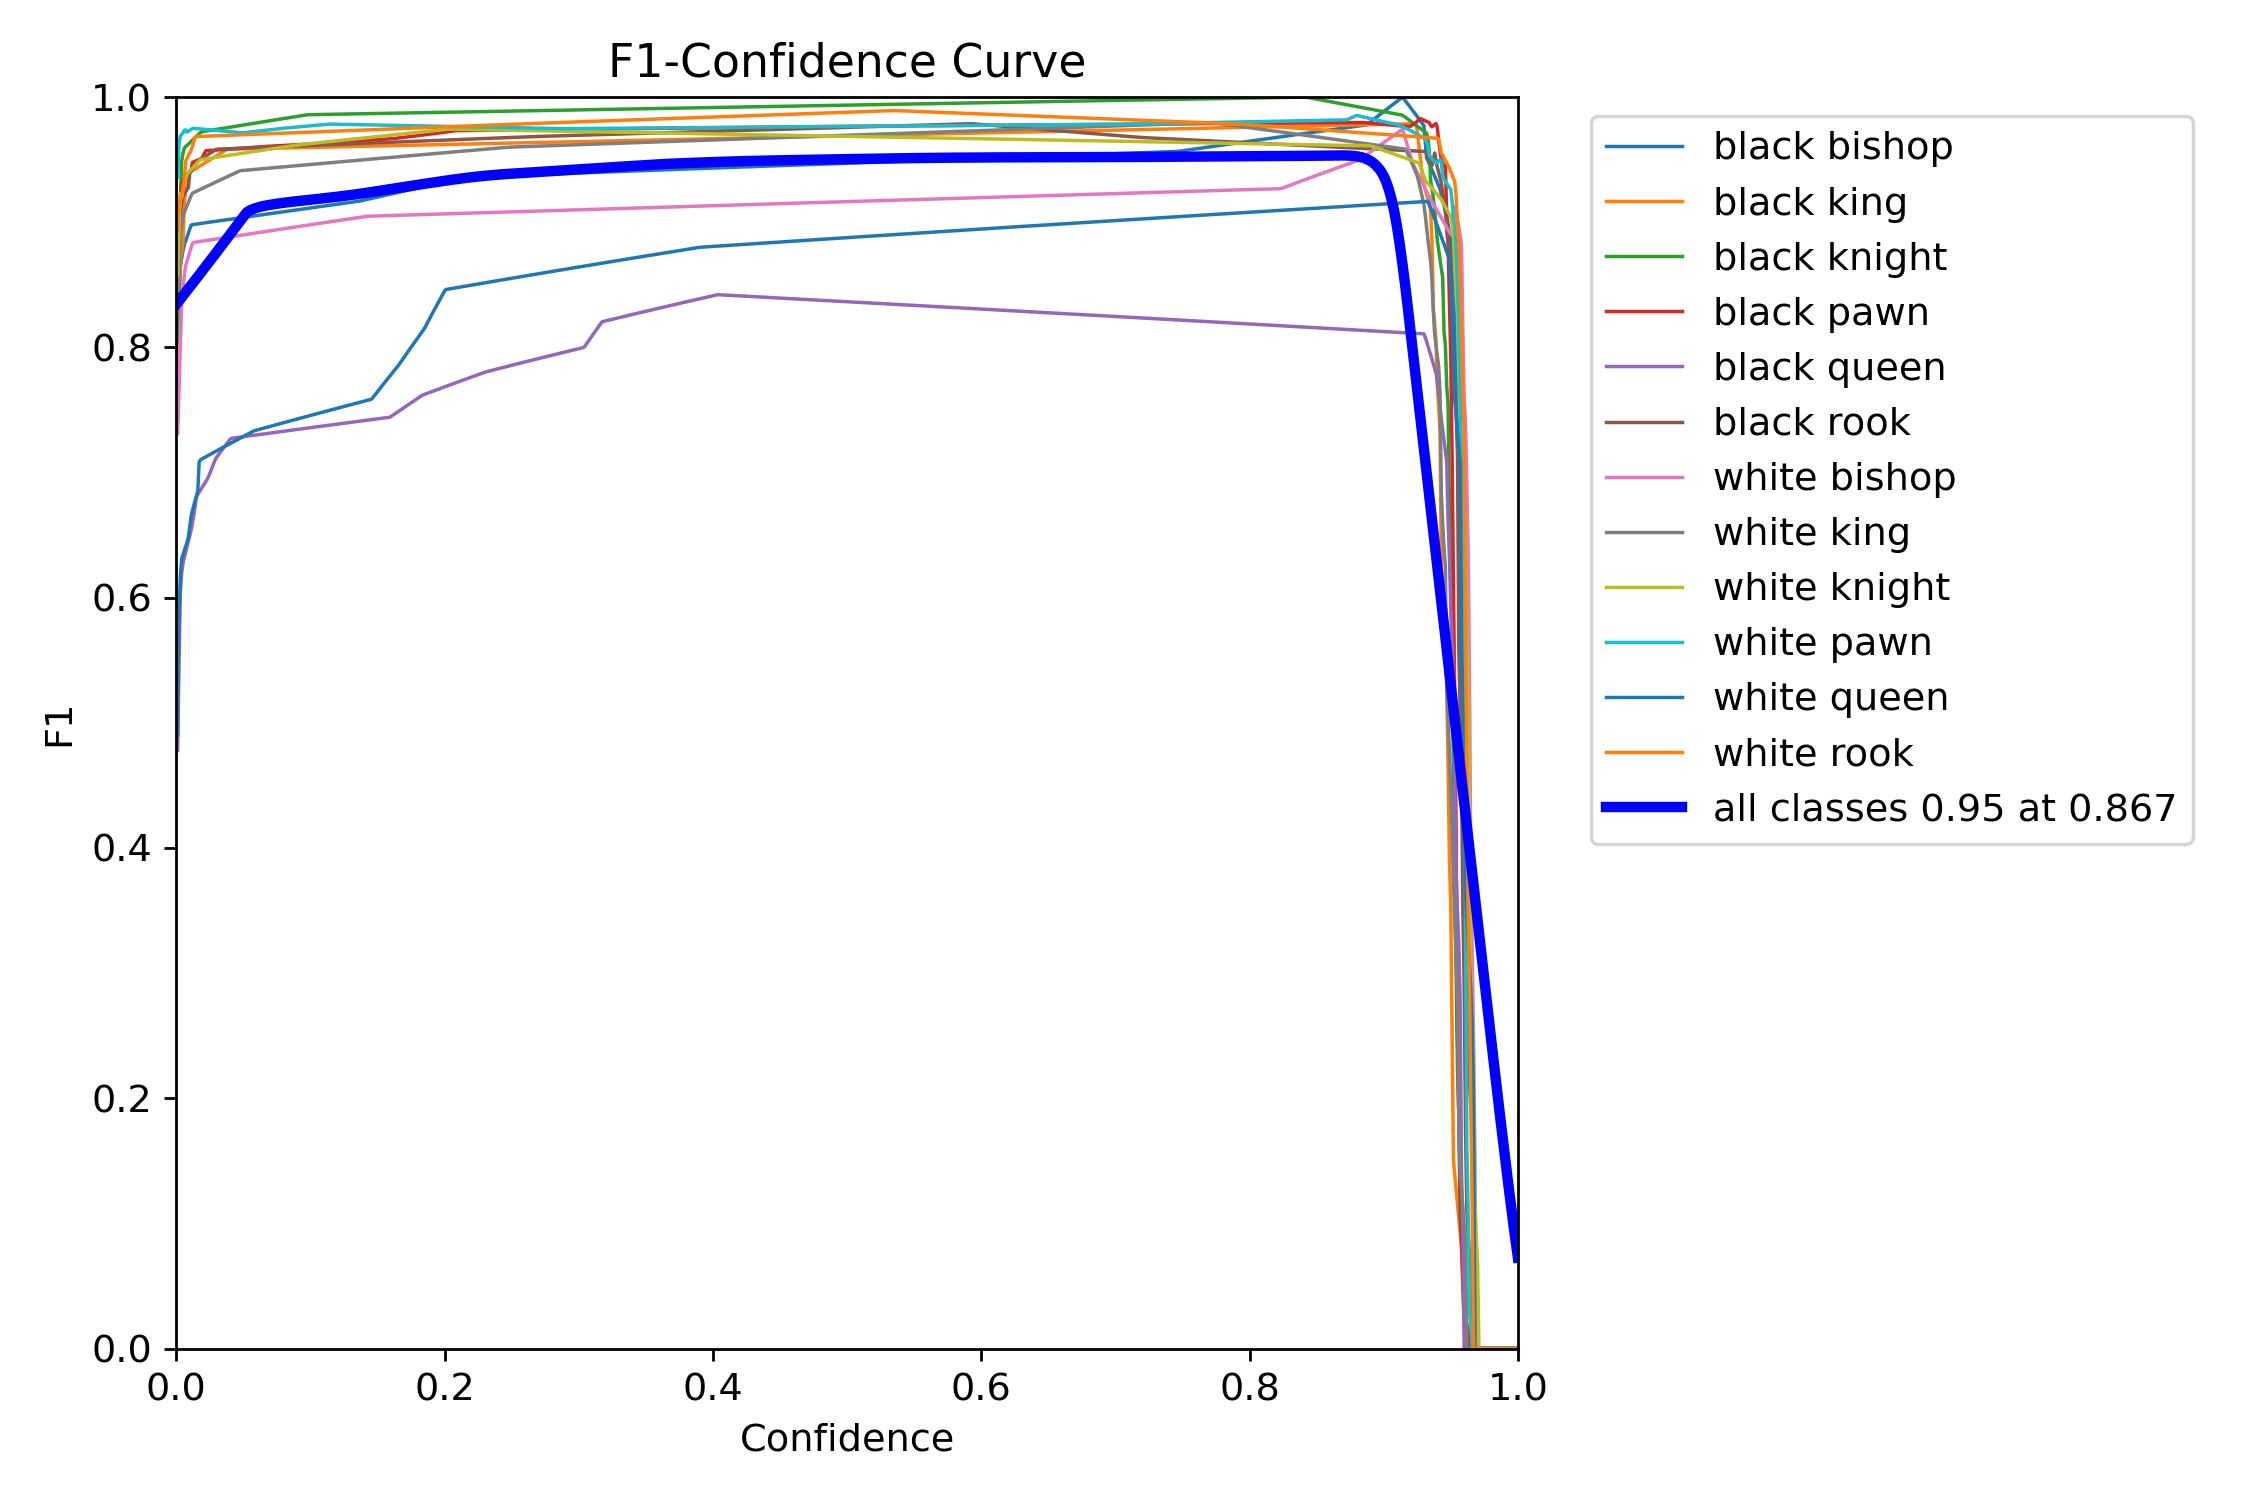 F1-Confidence Curve
1.0
0.8
0.6
0.4
0.2
0.0
F1
0.0 0.2 0.4 0.6 0.8 1.0
Confidence
black bishop
black king
black knight
black pawn
black queen
black rook
white bishop
white king
white knight
white pawn
white queen
white rook
all classes 0.95 at 0.867